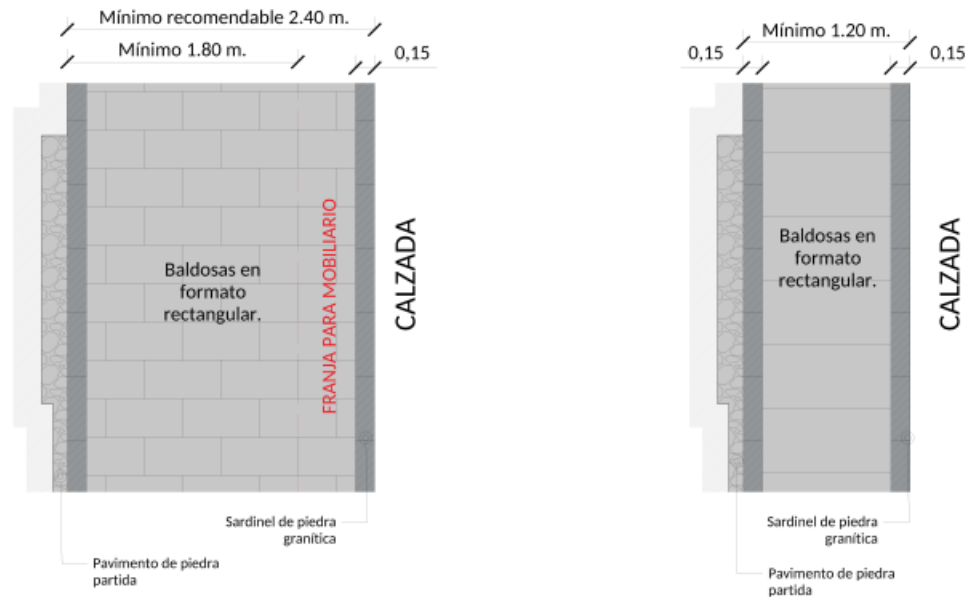 Mínimo recomendable 2.40 m.
Mínimo 1.80 m.
0,15
Baldosas en
formato
rectangular.
FRANJA PARA MOBILIARIO
CALZADA
Sardinel de piedra
granítica
Pavimento de piedra
partida
Mínimo 1.20 m.
0,15
0,15
Baldosas en
formato
rectangular.
CALZADA
Sardinel de piedra
granítica
Pavimento de piedra
partida